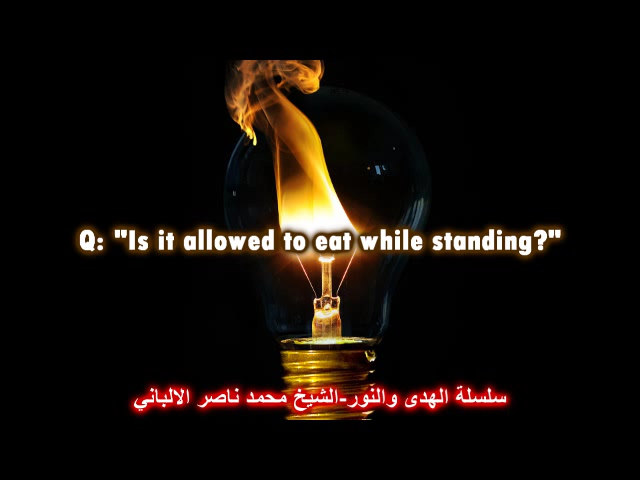 Q: "Is it allowed to eat while standing?"
سلسلة الهدى والنور-الشيخ محمد ناصر الالباني